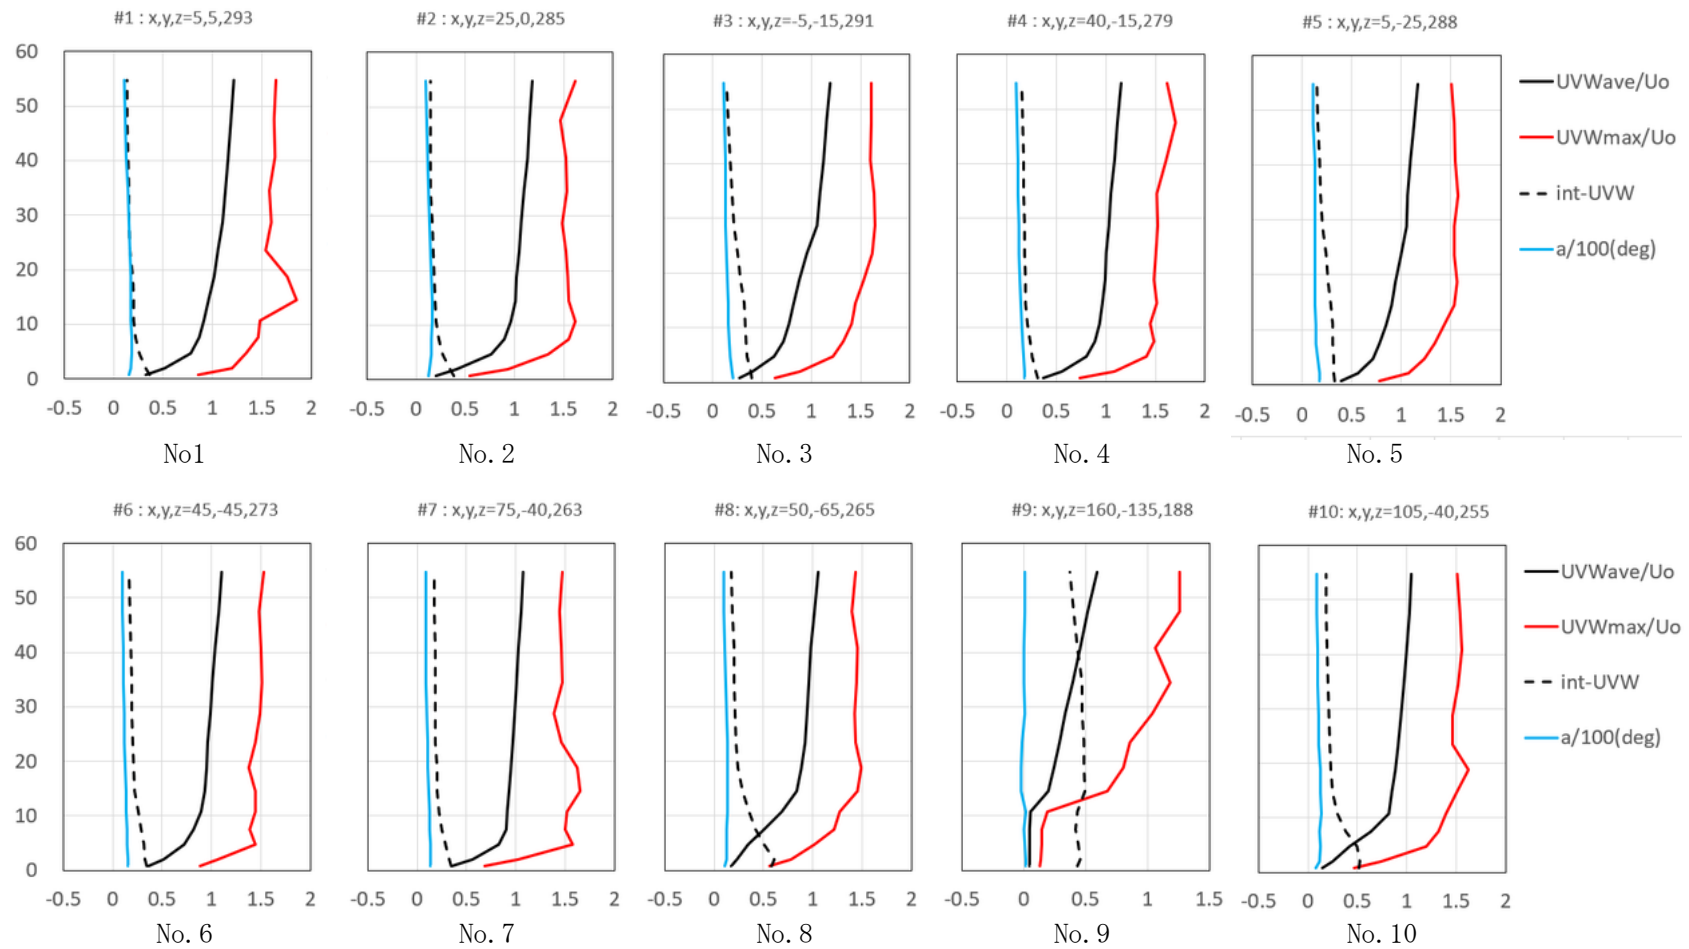 #1 : x,y,z=5,5,293
#2 : x,y,z=25,0,285
#3 : x,y,z=-5,-15,291
#4 : x,y,z=40,-15,279
#5 : x,y,z=5,-25,288
60
50
40
30
20
10
0
-0.5 0 0.5 1 1.5 2
-0.5 0 0.5 1 1.5 2
-0.5 0 0.5 1 1.5 2
-0.5 0 0.5 1 1.5 2
-0.5 0 0.5 1 1.5 2
UVWave/Uo
UVWmax/Uo
int-UVW
a/100(deg)
No1
No.2
No.3
No.4
No.5
#6 : x,y,z=45,-45,273
#7 : x,y,z=75,-40,263
#8: x,y,z=50,-65,265
#9: x,y,z=160,-135,188
#10: x,y,z=105,-40,255
60
50
40
30
20
10
0
-0.5 0 0.5 1 1.5 2
-0.5 0 0.5 1 1.5 2
-0.5 0 0.5 1 1.5 2
-0.5 0 0.5 1 1.5
-0.5 0 0.5 1 1.5 2
UVWave/Uo
UVWmax/Uo
int-UVW
a/100(deg)
No.6
No.7
No.8
No.9
No.10